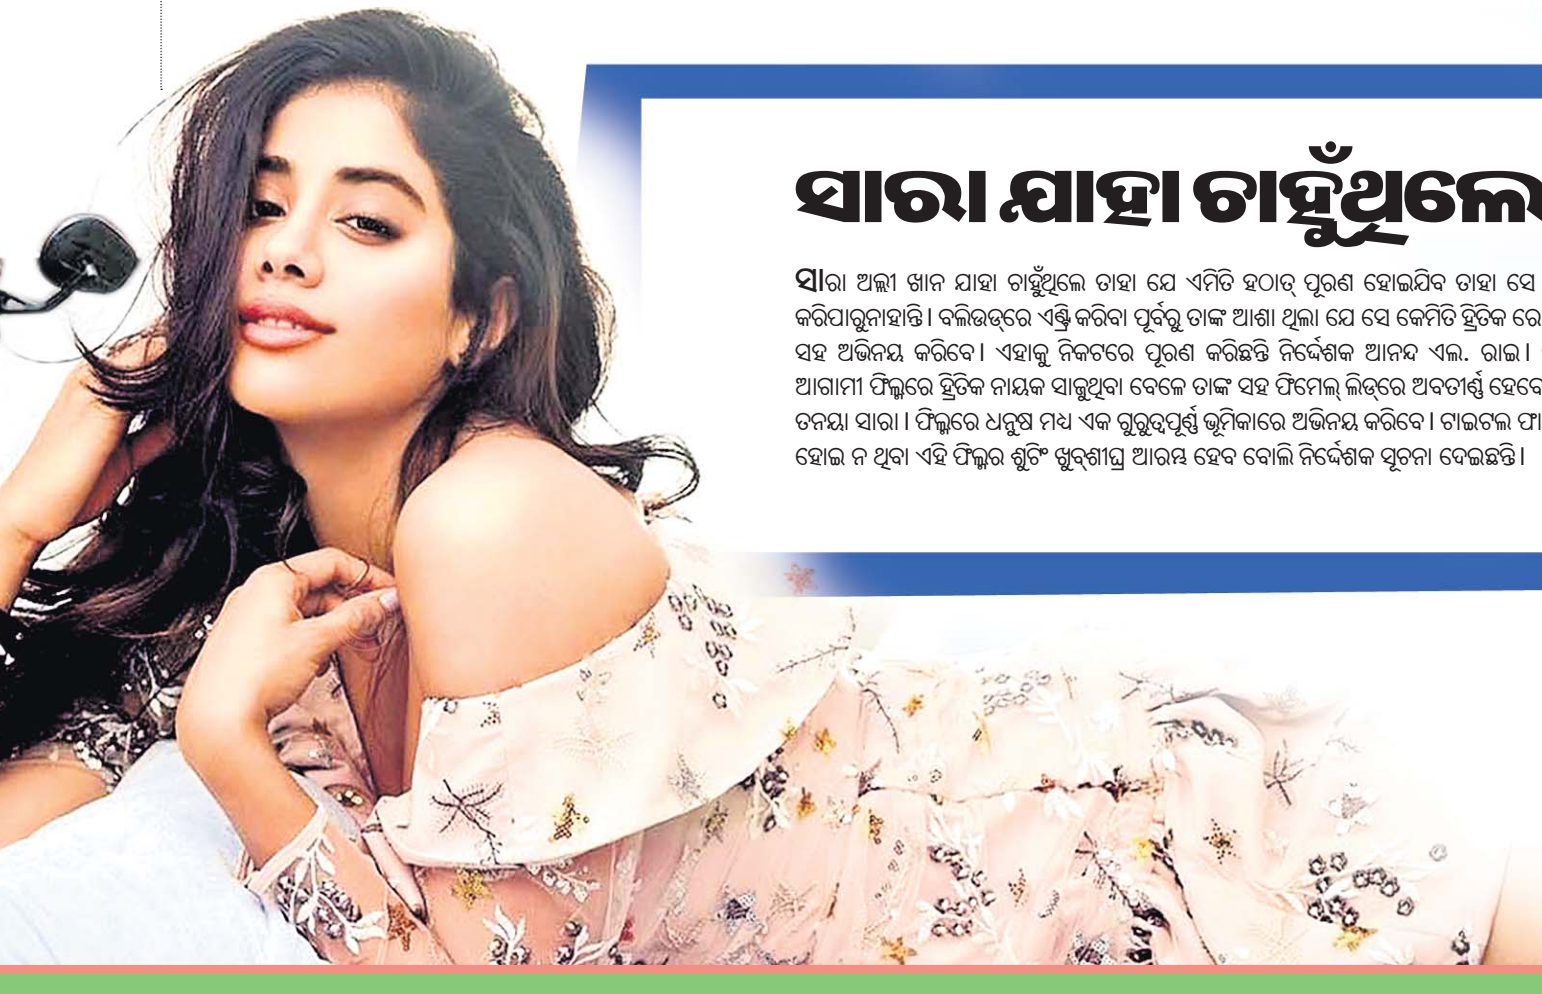 ସାରା ଯାହା ଚାହୁଁଥିଲେ
ସାରା ଅଲ୍ଲୀ ଖାନ ଯାହା ଚାହୁଁଥିଲେ ତାହା ଯେ ଏମିତି ହଠାତ୍ ପୂରଣ ହୋଇଯିବ ତାହା ସେ
କରିପାରୁନାହାନ୍ତି। ବଲିଉଡ୍‌ରେ ଏଣ୍ଟ୍ରି କରିବା ପୂର୍ବରୁ ତାଙ୍କ ଆଶା ଥିଲା ଯେ ସେ କେମିତି ହ୍ରିତିକ ରେ
ସହ ଅଭିନୟ କରିବେ। ଏହାକୁ ନିକଟରେ ପୂରଣ କରିଛନ୍ତି ନିର୍ଦ୍ଦେଶକ ଆନନ୍ଦ ଏଲ. ରାଇ।
ଆଗାମୀ ଫିଲ୍ମରେ ହ୍ରିତିକ ନାୟକ ସାଜୁଥିବା ବେଳେ ତାଙ୍କ ସହ ଫିମେଲ୍ ଲିଡ୍‌ରେ ଅବତୀର୍ଣ୍ଣ ହେବେ
ତନୟା ସାରା। ଫିଲ୍ମରେ ଧନୁଷ ମଧ୍ୟ ଏକ ଗୁରୁତ୍ୱପୂର୍ଣ୍ଣ ଭୂମିକାରେ ଅଭିନୟ କରିବେ। ଟାଇଟଲ ଫା
ହୋଇ ନ ଥିବା ଏହି ଫିଲ୍ମର ଶୁଟିଂ ଖୁବ୍‌ଶୀଘ୍ର ଆରମ୍ଭ ହେବ ବୋଲି ନିର୍ଦ୍ଦେଶକ ସୂଚନା ଦେଇଛନ୍ତି।